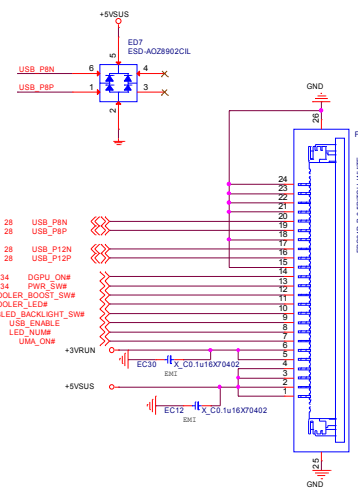 +5VSUS
ED7
ESD-AOZ8902CIL
5
USB_P8N 6 4
USB_P8P 1 3
2
GND
26
24
23
22
21
28 USB_P8N 20
28 USB_P8P 19
18
28 USB_P12N 17
28 USB_P12P 16
15
34 DGPU_ON# 14
34 PWR_SW# 13
OOLER_BOOST_SW# 12
OOLER_LED# 11
LED_BACKLIGHT_SW# 10
USB_ENABLE 9
LED_NUM# 8
UMA_ON# 7
+3VRUN 6
5
EC30 X_C0.1u16X70402 4
EMI
3
+5VSUS 2
1
EC12 X_C0.1u16X70402
EMI
25
GND